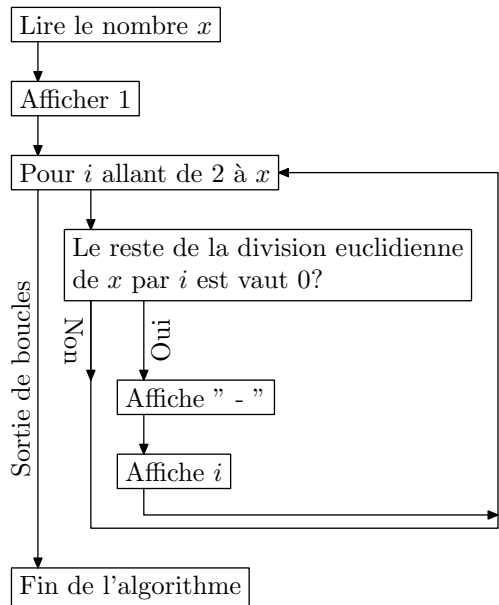 Lire le nombre x
Afficher 1
Pour i allant de 2 à x
Le reste de la division euclidienne
de x par i est vaut 0?
Non
Oui
Sortie de boucles
Affiche ” - ”
Affiche i
Fin de l'algorithme